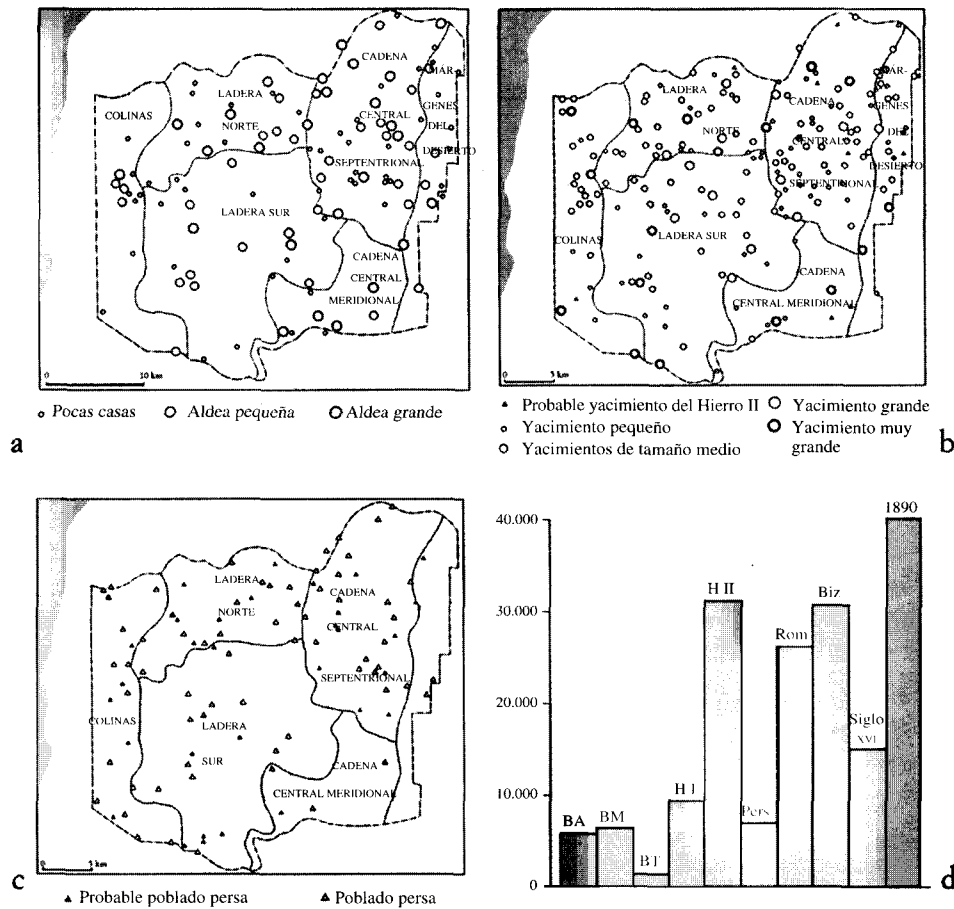 CADENA
MÁR-
LADERA
COLINAS
GENES
CENTRAL
DEL
NORTE
DESIERTO
SEPTENTRIONAL
LADERA SUR
CADENA
CENTRAL
MERIDIONAL
10 km
Pocas casas
Aldea pequeña
Aldea grande
a
MÁR-
LADERA
CADENA
GENES
NORTE
CENTRAL
DEL
DESIERTO
SEPTENTRIONAL
LADERA SUR
COLINAS
CADENA
CENTRAL MERIDIONAL
5 km
Probable yacimiento del Hierro II
Yacimiento pequeño
Yacimientos de tamaño medio
Yacimiento grande
Yacimiento muy
grande
b
LADERA
CADENA
NORTE
CENTRAL
SEPTENTRIONAL
COLINAS
LADERA
SUR
CADENA
CENTRAL MERIDIONAL
5 km
Probable poblado persa
Poblado persa
c
40.000
30.000
20.000
10.000
0
BA
BM
BT
H I
H II
Pers
Rom
Biz
Siglo
XVI
1890
d